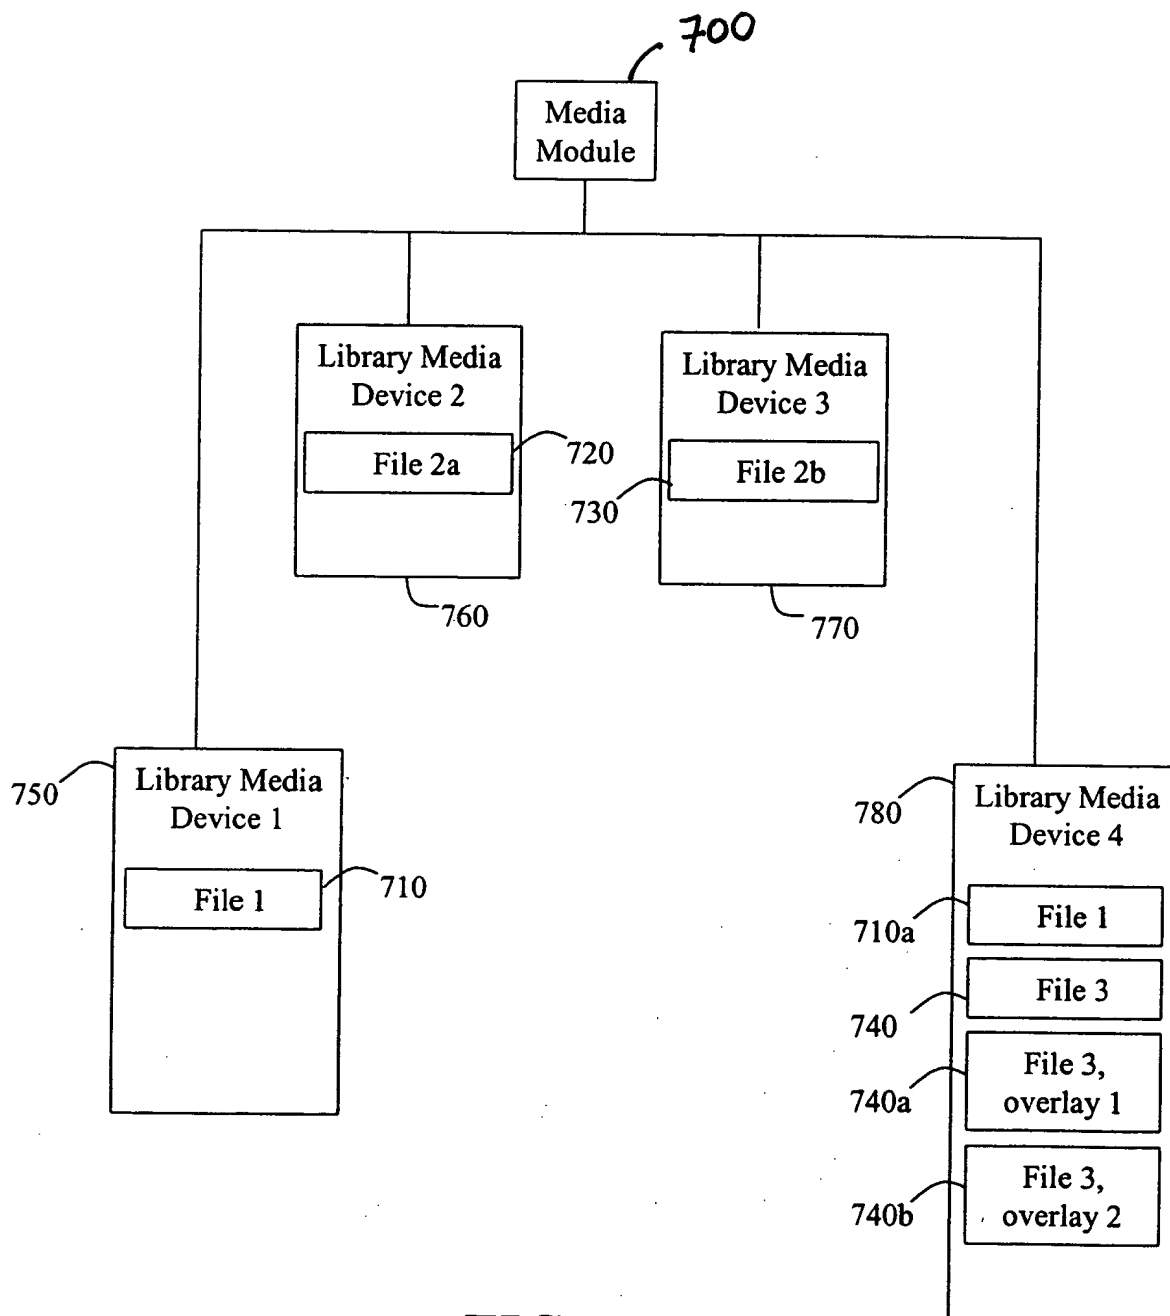 700
Media
Module
Library Media
Device 2
File 2a
720
760
Library Media
Device 3
File 2b
730
770
750
Library Media
Device 1
File 1
710
780
Library Media
Device 4
710a
File 1
740
File 3
740a
File 3,
overlay 1
740b
File 3,
overlay 2